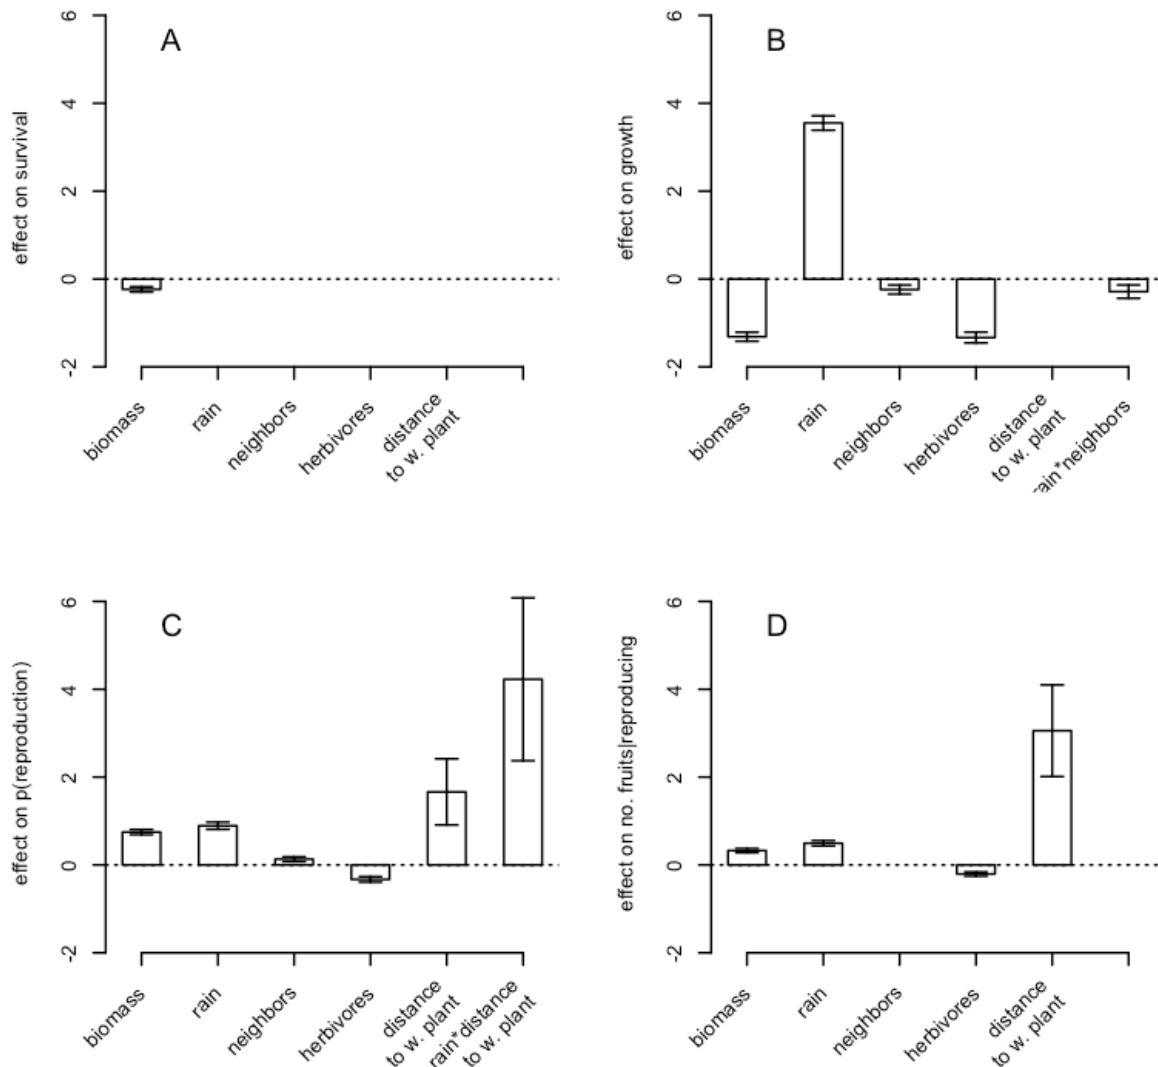 A
effect on survival
6
4
2
0
-2
biomass
rain
neighbors
herbivores
distance
to w. plant
B
effect on growth
6
4
2
0
-2
biomass
rain
neighbors
herbivores
distance
to w. plant
rain*neighbors
C
effect on p(reproduction)
6
4
2
0
-2
biomass
rain
neighbors
herbivores
distance
to w. plant
rain*distance
to w. plant
D
effect on no. fruits|reproducing
6
4
2
0
-2
biomass
rain
neighbors
herbivores
distance
to w. plant